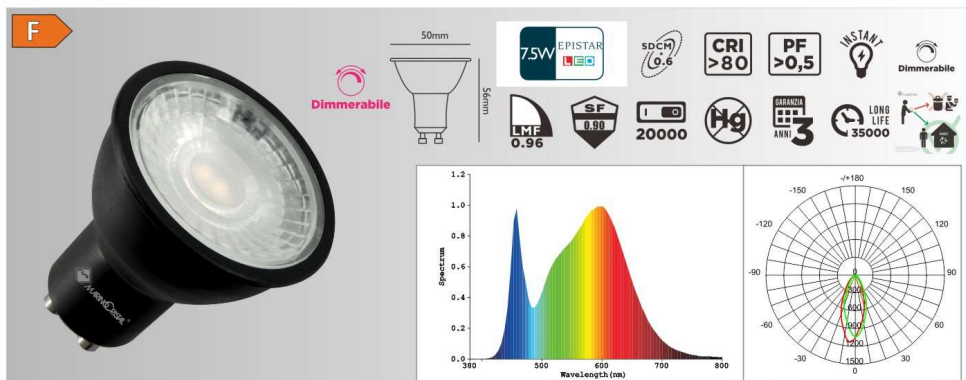 F
50mm
56mm
Dimmerabile
7.5W
EPISTAR
LED
SDCM
0.6
CRI
>80
PF
>0,5
INSTANT
Dimmerabile
LMF
0.96
SF
0.90
20000
Hg
GARANZIA
ANNI 3
LONG
LIFE
35000
MARINO CRISTAL
1.2
1.0
0.8
0.6
0.4
0.2
0.0
Spectrum
380
500
600
700
800
Wavelength(nm)
-/+180
-150
150
-120
120
-90
90
-60
60
-30
30
0
0
300
600
900
1200
1500